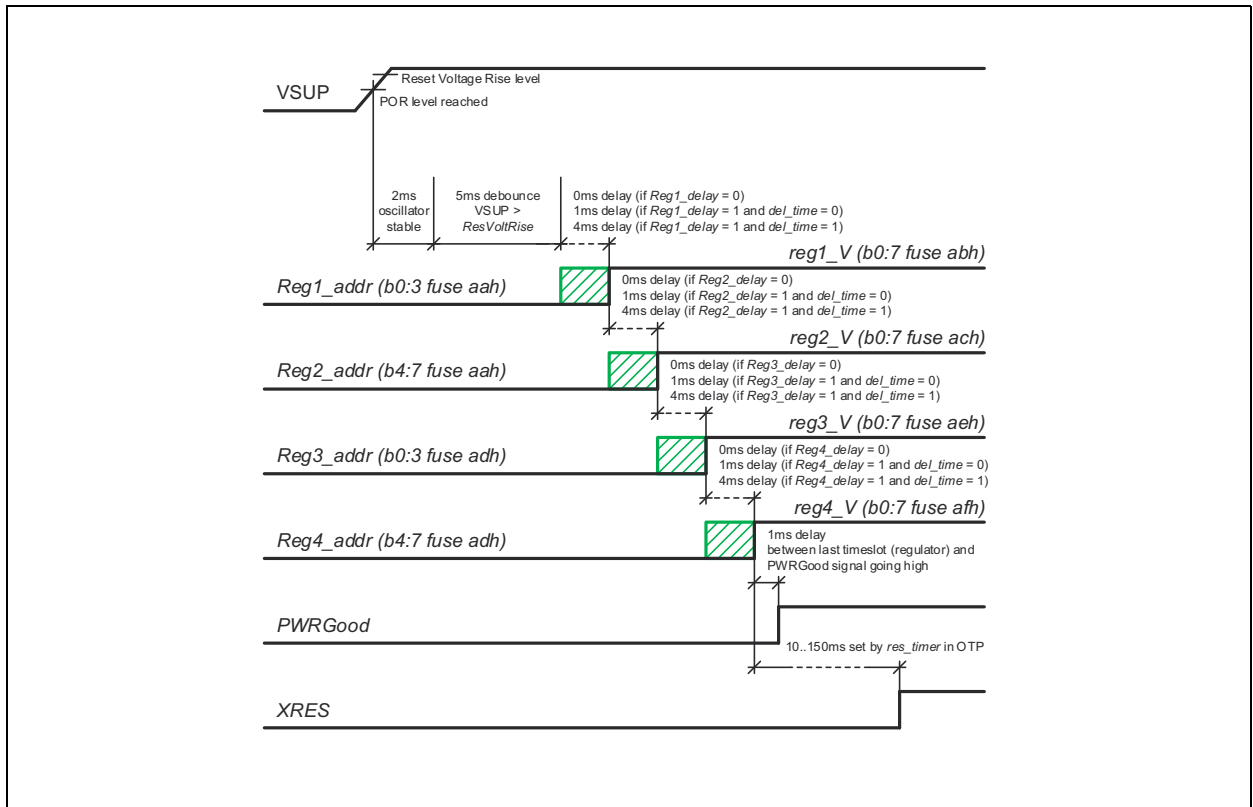 Reset Voltage Rise level
VSUP
POR level reached
2ms
oscillator
stable
5ms debounce
VSUP >
ResVoltRise
0ms delay (if Reg1_delay = 0)
1ms delay (if Reg1_delay = 1 and del_time = 0)
4ms delay (if Reg1_delay = 1 and del_time = 1)
reg1_V (b0:7 fuse abh)
Reg1_addr (b0:3 fuse aah)
0ms delay (if Reg2_delay = 0)
1ms delay (if Reg2_delay = 1 and del_time = 0)
4ms delay (if Reg2_delay = 1 and del_time = 1)
reg2_V (b0:7 fuse ach)
Reg2_addr (b4:7 fuse aah)
0ms delay (if Reg3_delay = 0)
1ms delay (if Reg3_delay = 1 and del_time = 0)
4ms delay (if Reg3_delay = 1 and del_time = 1)
reg3_V (b0:7 fuse aeh)
Reg3_addr (b0:3 fuse adh)
0ms delay (if Reg4_delay = 0)
1ms delay (if Reg4_delay = 1 and del_time = 0)
4ms delay (if Reg4_delay = 1 and del_time = 1)
reg4_V (b0:7 fuse afh)
Reg4_addr (b4:7 fuse adh)
1ms delay
between last timeslot (regulator) and
PWRGood signal going high
PWRGood
10..150ms set by res_timer in OTP
XRES